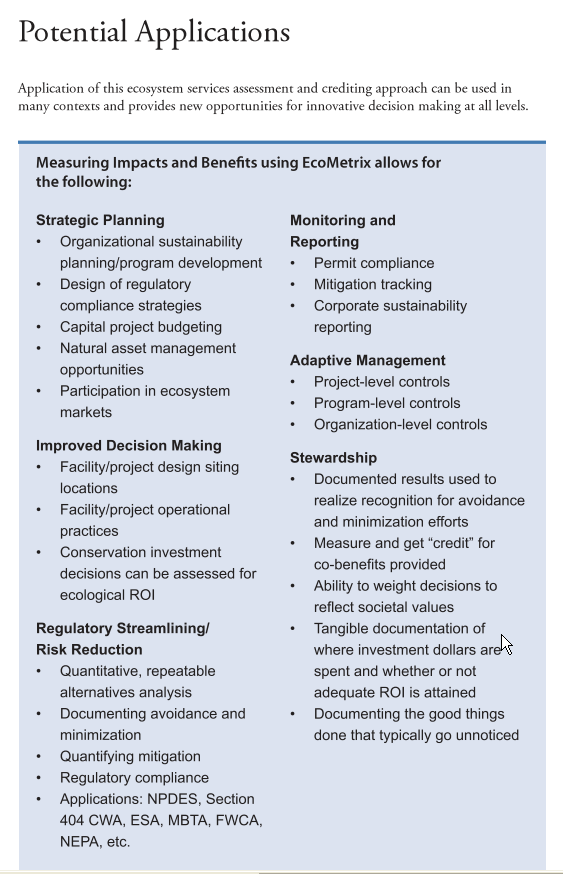 Potential Applications
Application of this ecosystem services assessment and crediting approach can be used in
many contexts and provides new opportunities for innovative decision making at all levels.
Measuring Impacts and Benefits using EcoMetrix allows for
the following:
Strategic Planning
• Organizational sustainability
planning/program development
• Design of regulatory
compliance strategies
• Capital project budgeting
• Natural asset management
opportunities
• Participation in ecosystem
markets
Improved Decision Making
• Facility/project design siting
locations
• Facility/project operational
practices
• Conservation investment
decisions can be assessed for
ecological ROI
Regulatory Streamlining/
Risk Reduction
• Quantitative, repeatable
alternatives analysis
• Documenting avoidance and
minimization
• Quantifying mitigation
• Regulatory compliance
• Applications: NPDES, Section
404 CWA, ESA, MBTA, FWCA,
NEPA, etc.
Monitoring and
Reporting
• Permit compliance
• Mitigation tracking
• Corporate sustainability
reporting
Adaptive Management
• Project-level controls
• Program-level controls
• Organization-level controls
Stewardship
• Documented results used to
realize recognition for avoidance
and minimization efforts
• Measure and get “credit” for
co-benefits provided
• Ability to weight decisions to
reflect societal values
• Tangible documentation of
where investment dollars are
spent and whether or not
adequate ROI is attained
• Documenting the good things
done that typically go unnoticed